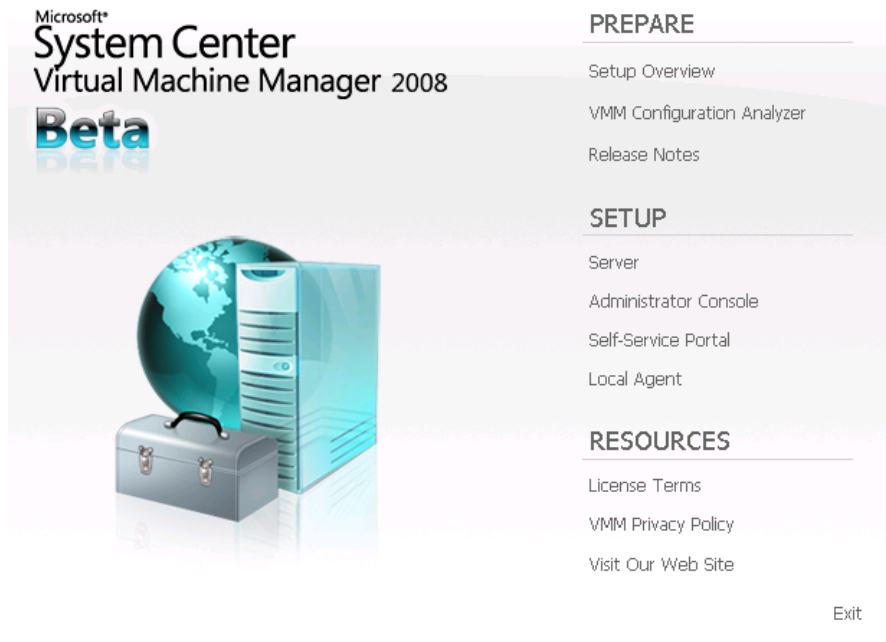 Microsoft®
System Center
Virtual Machine Manager 2008
Beta
PREPARE
Setup Overview
VMM Configuration Analyzer
Release Notes
SETUP
Server
Administrator Console
Self-Service Portal
Local Agent
RESOURCES
License Terms
VMM Privacy Policy
Visit Our Web Site
Exit